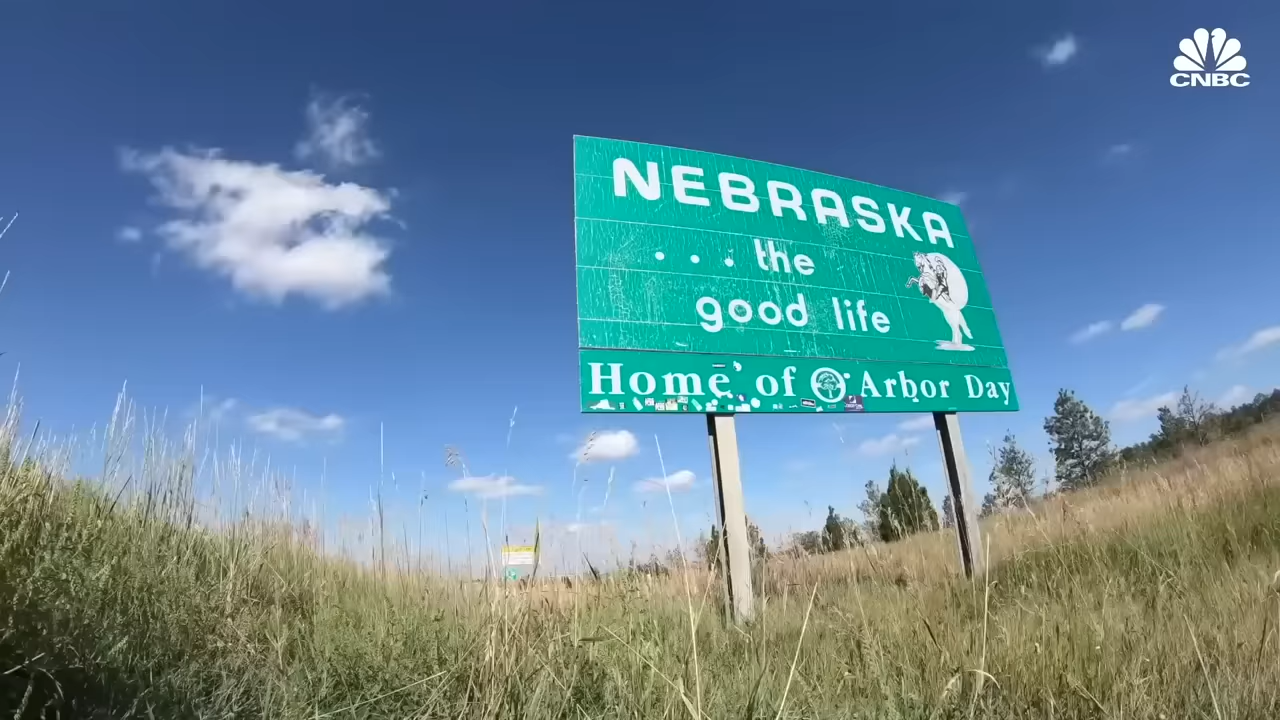 CNBC
NEBRASKA
...the
good life
Home of Arbor Day